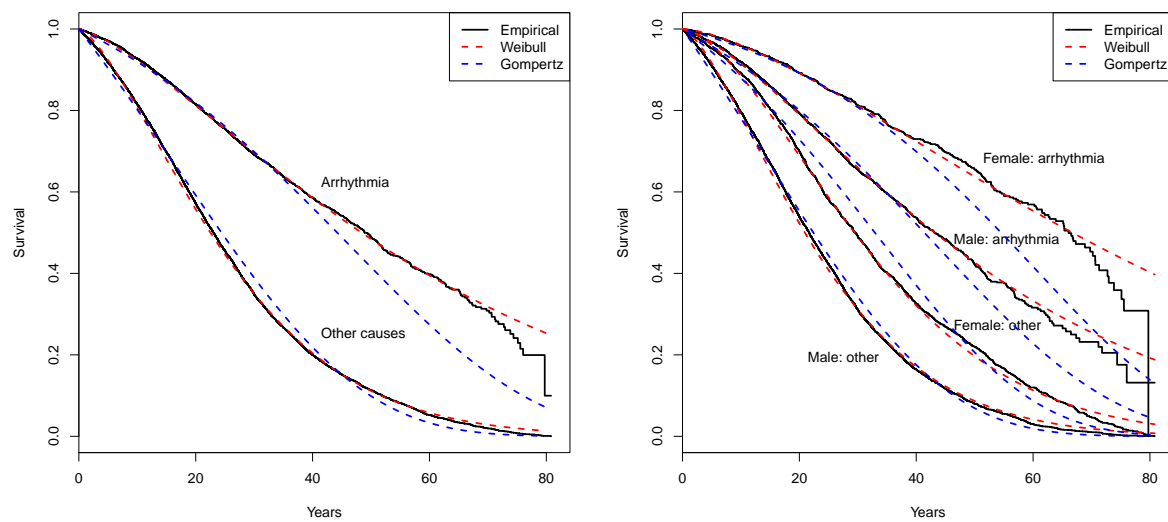 Empirical
Weibull
Gompertz
Arrhythmia
Other causes
Survival
0.0
0.2
0.4
0.6
0.8
1.0
0
20
40
60
80
Years
Empirical
Weibull
Gompertz
Female: arrhythmia
Male: arrhythmia
Female: other
Male: other
Survival
0.0
0.2
0.4
0.6
0.8
1.0
0
20
40
60
80
Years